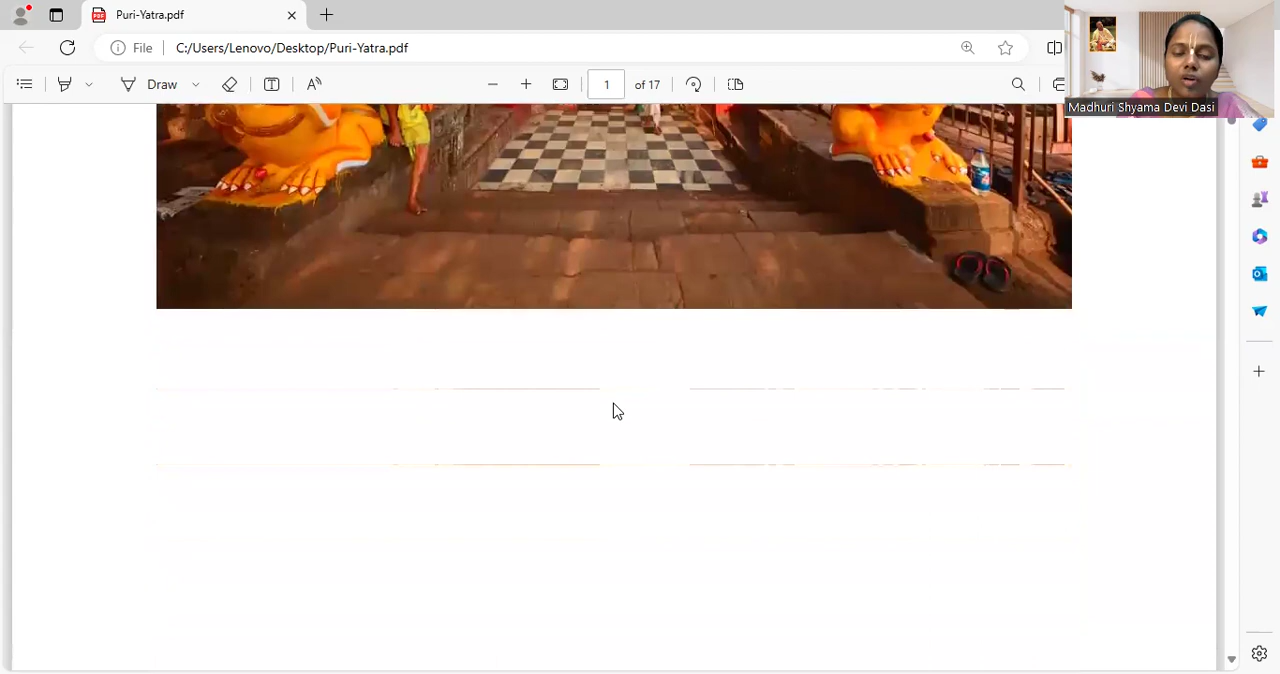 Puri-Yatra.pdf
File C:/Users/Lenovo/Desktop/Puri-Yatra.pdf
Draw 1 of 17
Madhuri Shyama Devi Dasi